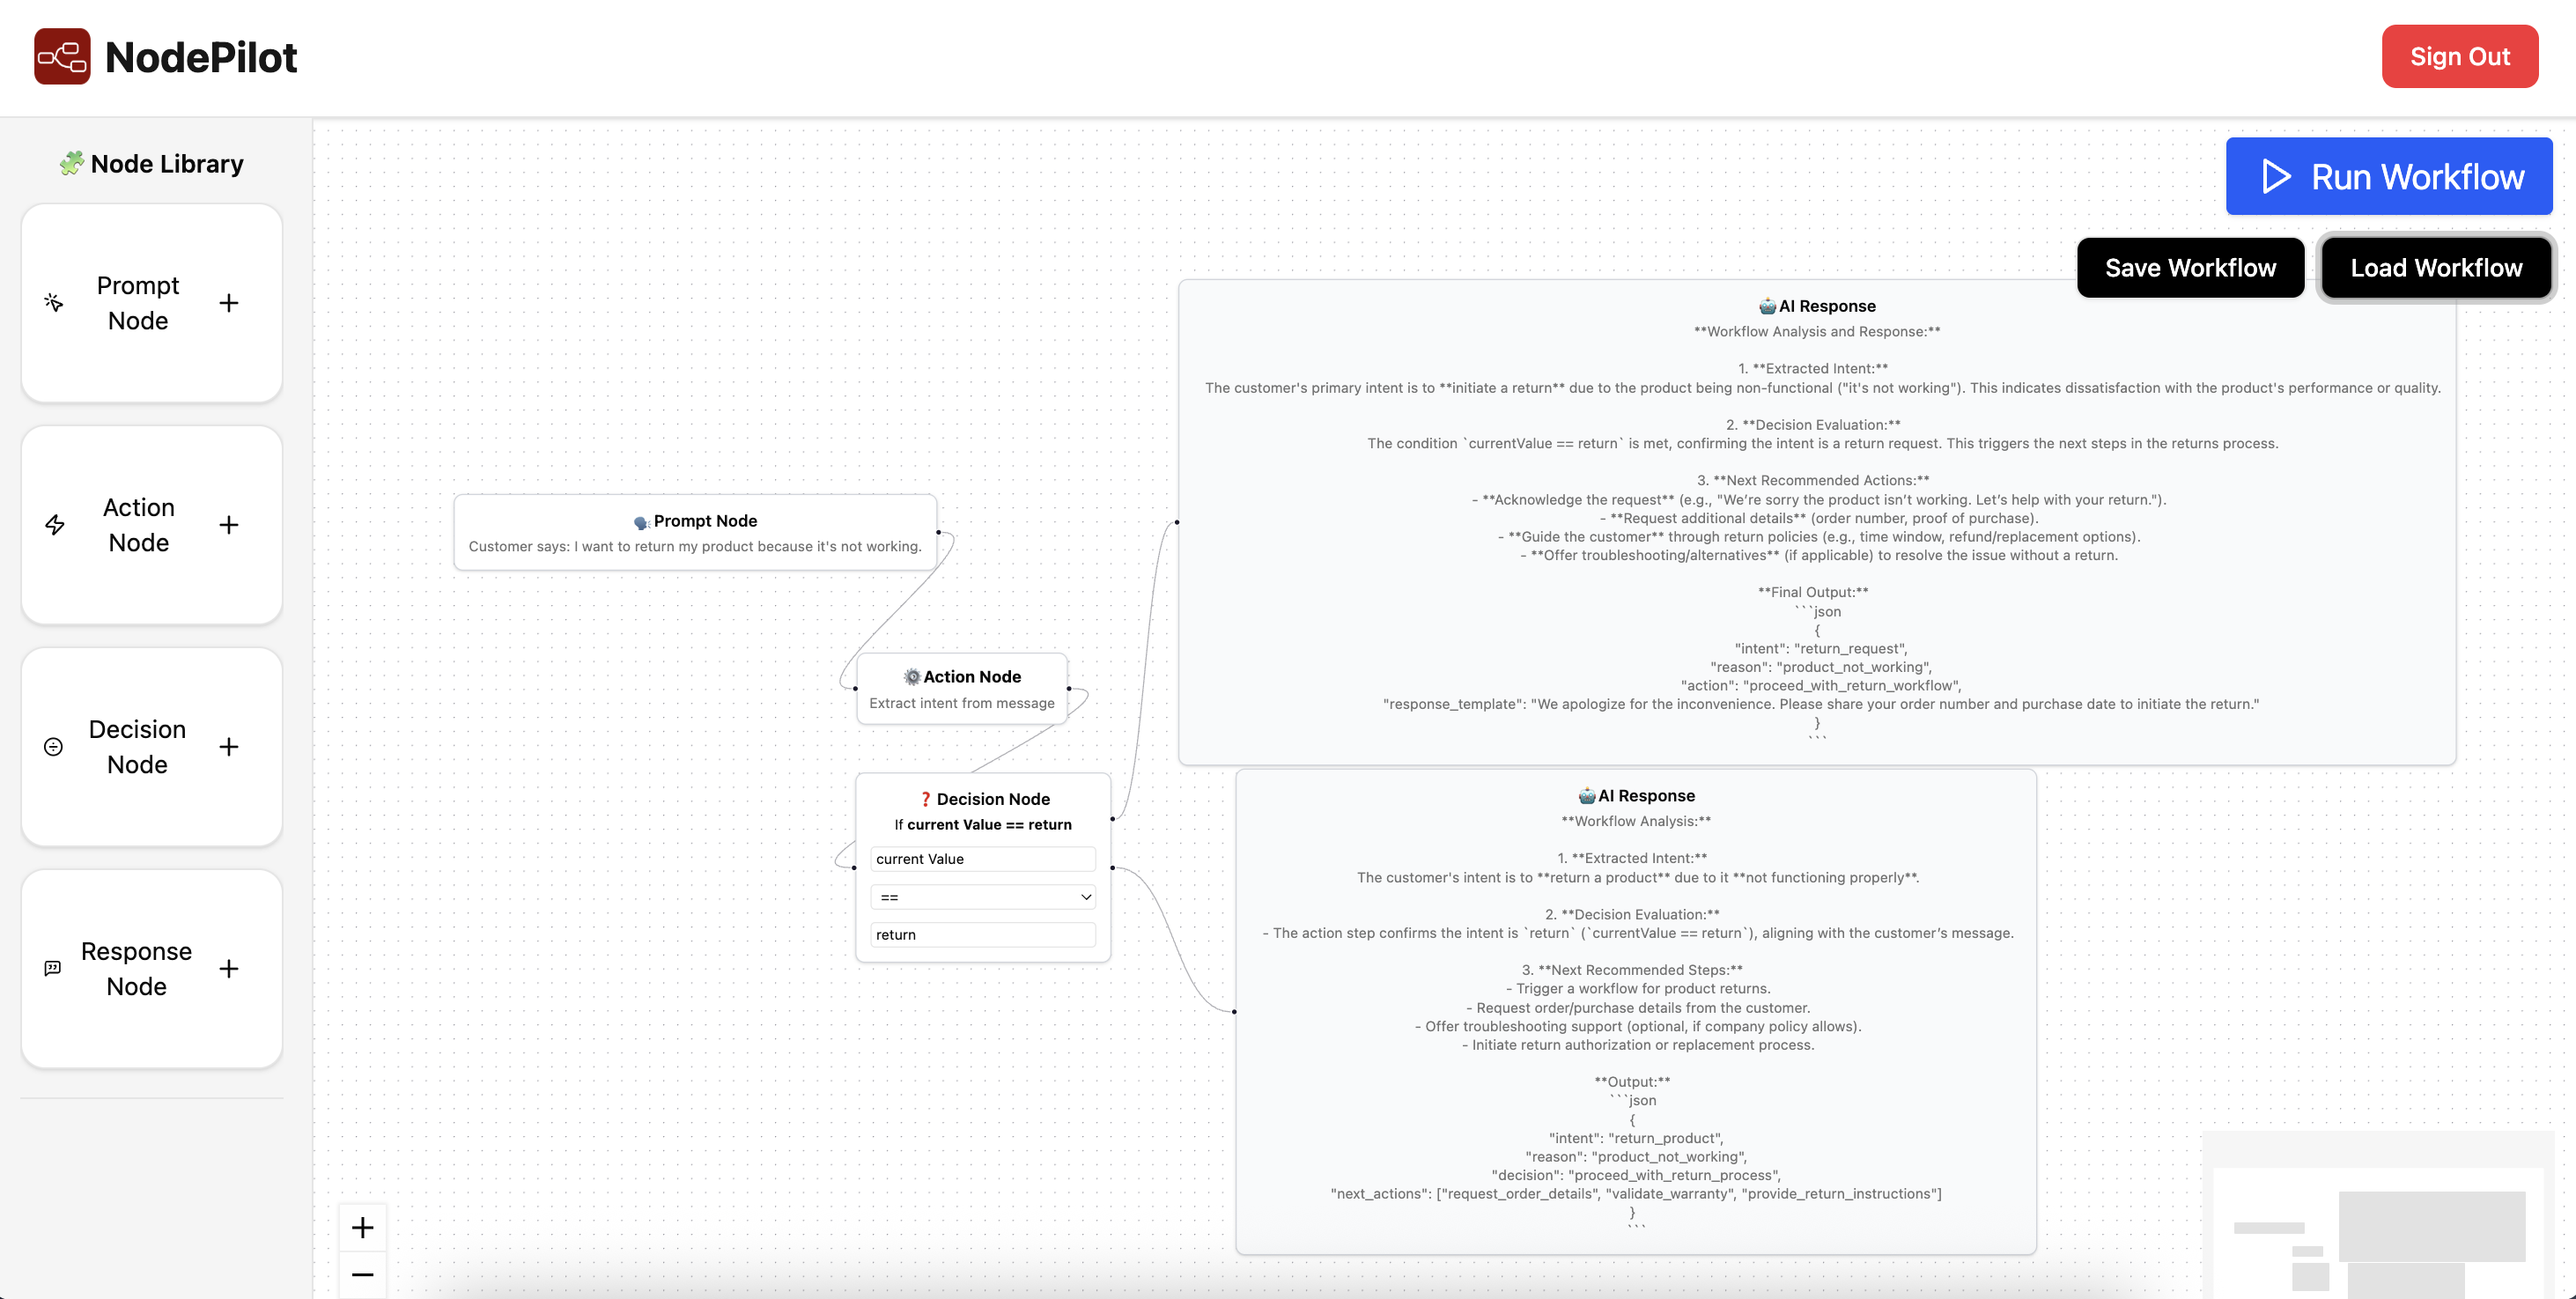 NodePilot
Sign Out
Node Library
Prompt
Node
Action
Node
Decision
Node
Response
Node
Run Workflow
Save Workflow
Load Workflow
Prompt Node
Customer says: I want to return my product because it's not working.
Action Node
Extract intent from message
Decision Node
If current Value == return
current Value
==
return
AI Response
**Workflow Analysis and Response:**
1. **Extracted Intent:**
The customer's primary intent is to **initiate a return** due to the product being non-functional ("it's not working"). This indicates dissatisfaction with the product's performance or quality.
2. **Decision Evaluation:**
The condition `currentValue == return` is met, confirming the intent is a return request. This triggers the next steps in the returns process.
3. **Next Recommended Actions:**
- **Acknowledge the request** (e.g., "We’re sorry the product isn’t working. Let’s help with your return.").
- **Request additional details** (order number, proof of purchase).
- **Guide the customer** through return policies (e.g., time window, refund/replacement options).
- **Offer troubleshooting/alternatives** (if applicable) to resolve the issue without a return.
**Final Output:**
```json
{
"intent": "return_request",
"reason": "product_not_working",
"action": "proceed_with_return_workflow",
"response_template": "We apologize for the inconvenience. Please share your order number and purchase date to initiate the return."
}
```
AI Response
**Workflow Analysis:**
1. **Extracted Intent:**
The customer's intent is to **return a product** due to it **not functioning properly**.
2. **Decision Evaluation:**
- The action step confirms the intent is `return` (`currentValue == return`), aligning with the customer’s message.
3. **Next Recommended Steps:**
- Trigger a workflow for product returns.
- Request order/purchase details from the customer.
- Offer troubleshooting support (optional, if company policy allows).
- Initiate return authorization or replacement process.
**Output:**
```json
{
"intent": "return_product",
"reason": "product_not_working",
"decision": "proceed_with_return_process",
"next_actions": ["request_order_details", "validate_warranty", "provide_return_instructions"]
}
```